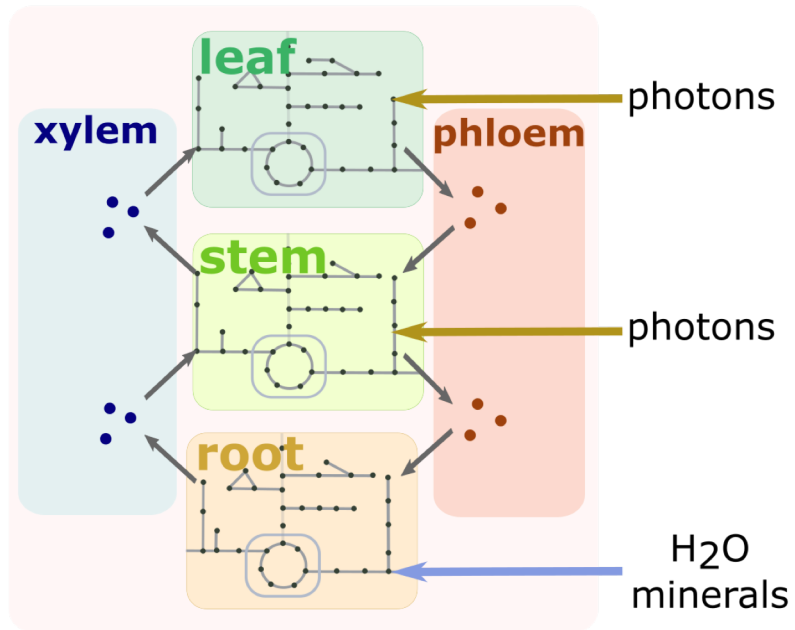 leaf
photons
xylem
phloem
stem
photons
root
H2O
minerals